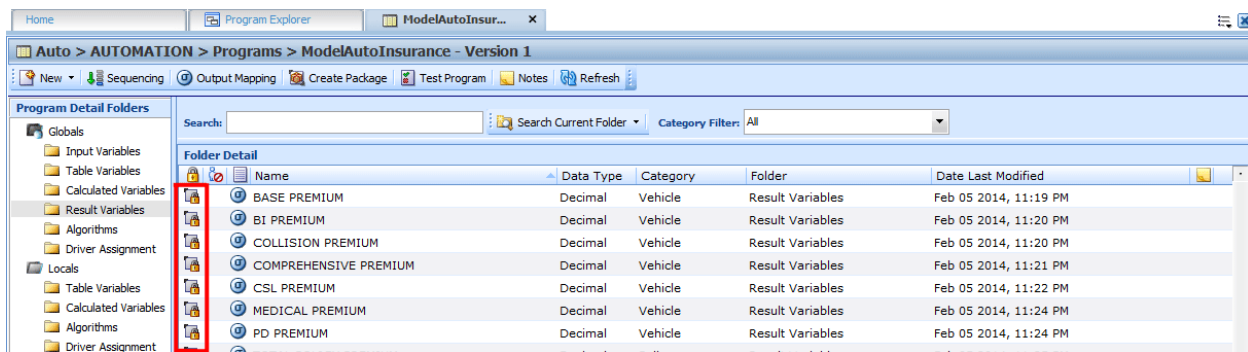 Home Program Explorer ModelAutoInsur... x
Auto > AUTOMATION > Programs > ModelAutoInsurance - Version 1
New Sequencing Output Mapping Create Package Test Program Notes Refresh
Program Detail Folders
Globals
Input Variables
Table Variables
Calculated Variables
Result Variables
Algorithms
Driver Assignment
Locals
Table Variables
Calculated Variables
Algorithms
Driver Assignment
Search: Search Current Folder Category Filter: All
Folder Detail
Name Data Type Category Folder Date Last Modified
BASE PREMIUM Decimal Vehicle Result Variables Feb 05 2014, 11:19 PM
BI PREMIUM Decimal Vehicle Result Variables Feb 05 2014, 11:20 PM
COLLISION PREMIUM Decimal Vehicle Result Variables Feb 05 2014, 11:20 PM
COMPREHENSIVE PREMIUM Decimal Vehicle Result Variables Feb 05 2014, 11:21 PM
CSL PREMIUM Decimal Vehicle Result Variables Feb 05 2014, 11:22 PM
MEDICAL PREMIUM Decimal Vehicle Result Variables Feb 05 2014, 11:24 PM
PD PREMIUM Decimal Vehicle Result Variables Feb 05 2014, 11:24 PM